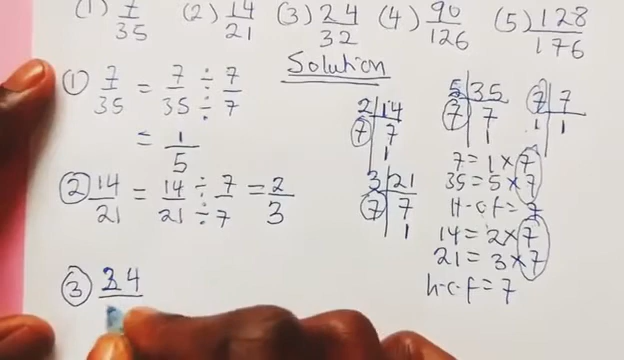 (1) 7/35 (2) 14/21 (3) 24/32 (4) 90/126 (5) 128/176
Solution
① 7/35 = 7/35 ÷ 7/7
= 1/5
② 14/21 = 14/21 ÷ 7/7 = 2/3
③ 34
2 | 14
7 | 7
1
3 | 21
7 | 7
1
5 | 35
7 | 7
1
7 | 7
1 | 1
7 = 1 × 7
35 = 5 × 7
H.c.f = 7
14 = 2 × 7
21 = 3 × 7
h.c.f = 7